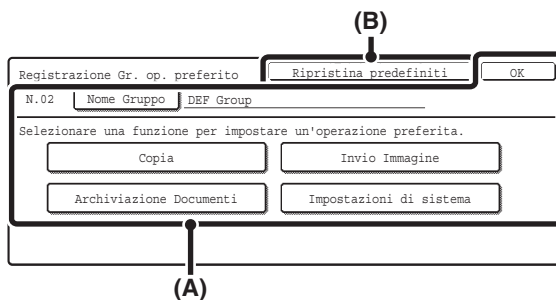 (B)
Registrazione Gr. op. preferito Ripristina predefiniti OK
N.02 Nome Gruppo DEF Group
Selezionare una funzione per impostare un'operazione preferita.
Copia Invio Immagine
Archiviazione Documenti Impostazioni di sistema
(A)